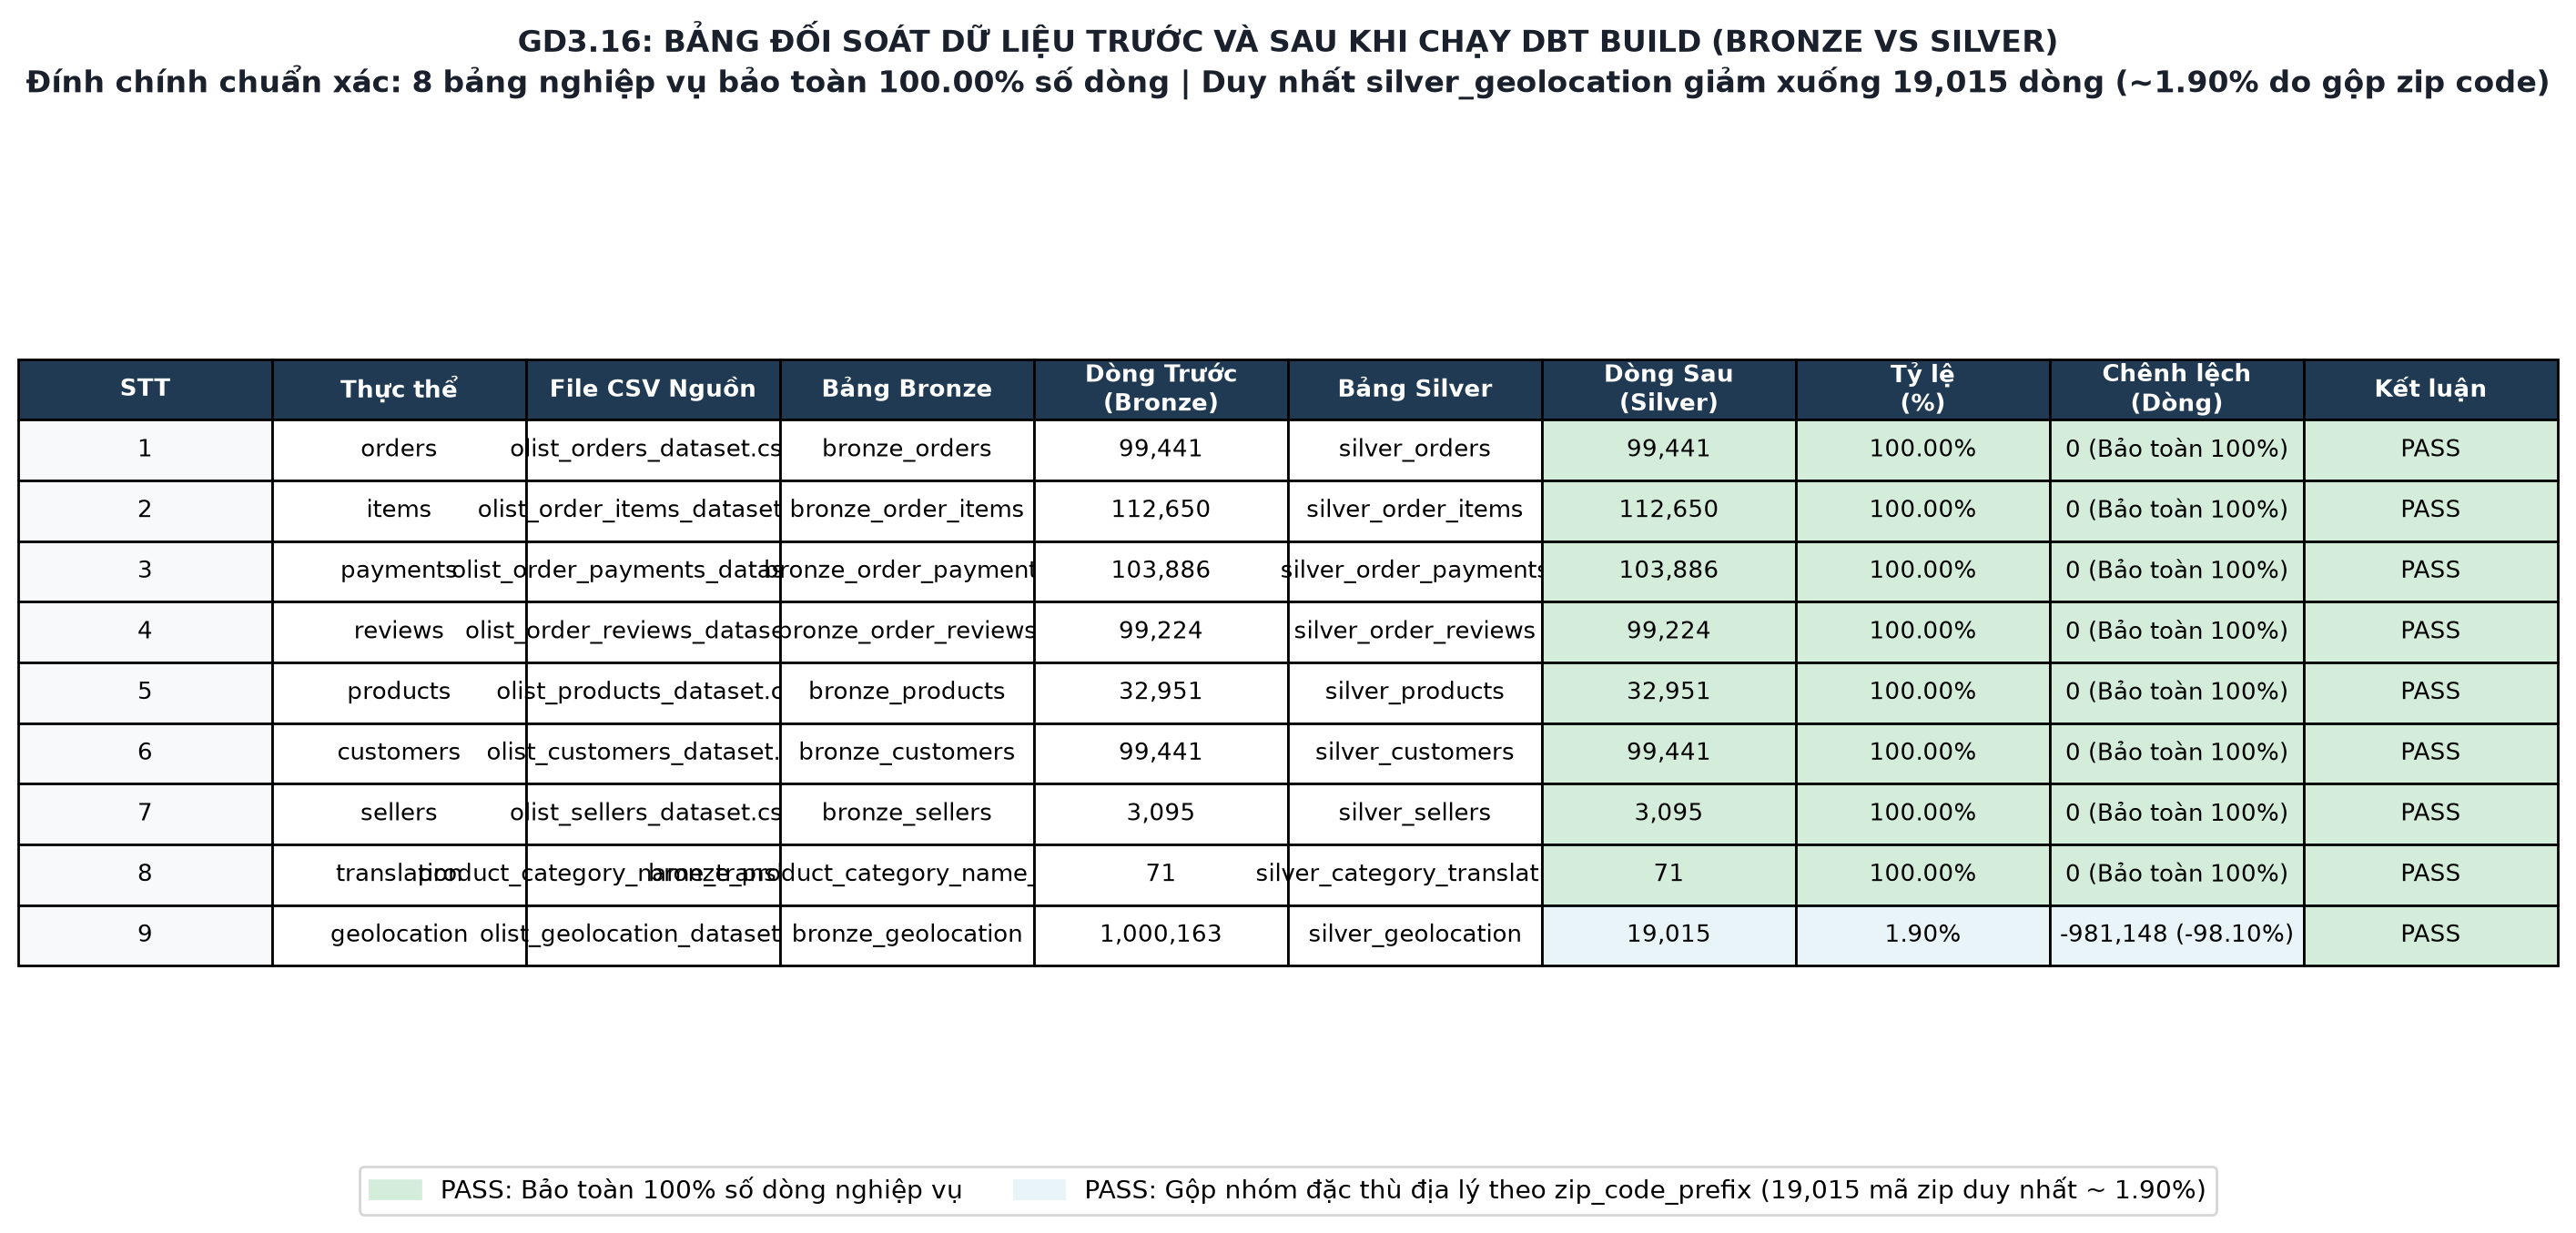 GD3.16: BẢNG ĐỐI SOÁT DỮ LIỆU TRƯỚC VÀ SAU KHI CHẠY DBT BUILD (BRONZE VS SILVER)
Đính chính chuẩn xác: 8 bảng nghiệp vụ bảo toàn 100.00% số dòng | Duy nhất silver_geolocation giảm xuống 19,015 dòng (~1.90% do gộp zip code)
STT Thực thể File CSV Nguồn Bảng Bronze Dòng Trước (Bronze) Bảng Silver Dòng Sau (Silver) Tỷ lệ (%) Chênh lệch (Dòng) Kết luận
1 orders olist_orders_dataset.cs bronze_orders 99,441 silver_orders 99,441 100.00% 0 (Bảo toàn 100%) PASS
2 items olist_order_items_dataset bronze_order_items 112,650 silver_order_items 112,650 100.00% 0 (Bảo toàn 100%) PASS
3 payments olist_order_payments_datas bronze_order_payment 103,886 silver_order_payments 103,886 100.00% 0 (Bảo toàn 100%) PASS
4 reviews olist_order_reviews_datase bronze_order_reviews 99,224 silver_order_reviews 99,224 100.00% 0 (Bảo toàn 100%) PASS
5 products olist_products_dataset.c bronze_products 32,951 silver_products 32,951 100.00% 0 (Bảo toàn 100%) PASS
6 customers olist_customers_dataset. bronze_customers 99,441 silver_customers 99,441 100.00% 0 (Bảo toàn 100%) PASS
7 sellers olist_sellers_dataset.cs bronze_sellers 3,095 silver_sellers 3,095 100.00% 0 (Bảo toàn 100%) PASS
8 translation product_category_name_trans bronze_product_category_name_ 71 silver_category_translat 71 100.00% 0 (Bảo toàn 100%) PASS
9 geolocation olist_geolocation_dataset bronze_geolocation 1,000,163 silver_geolocation 19,015 1.90% -981,148 (-98.10%) PASS
PASS: Bảo toàn 100% số dòng nghiệp vụ PASS: Gộp nhóm đặc thù địa lý theo zip_code_prefix (19,015 mã zip duy nhất ~ 1.90%)